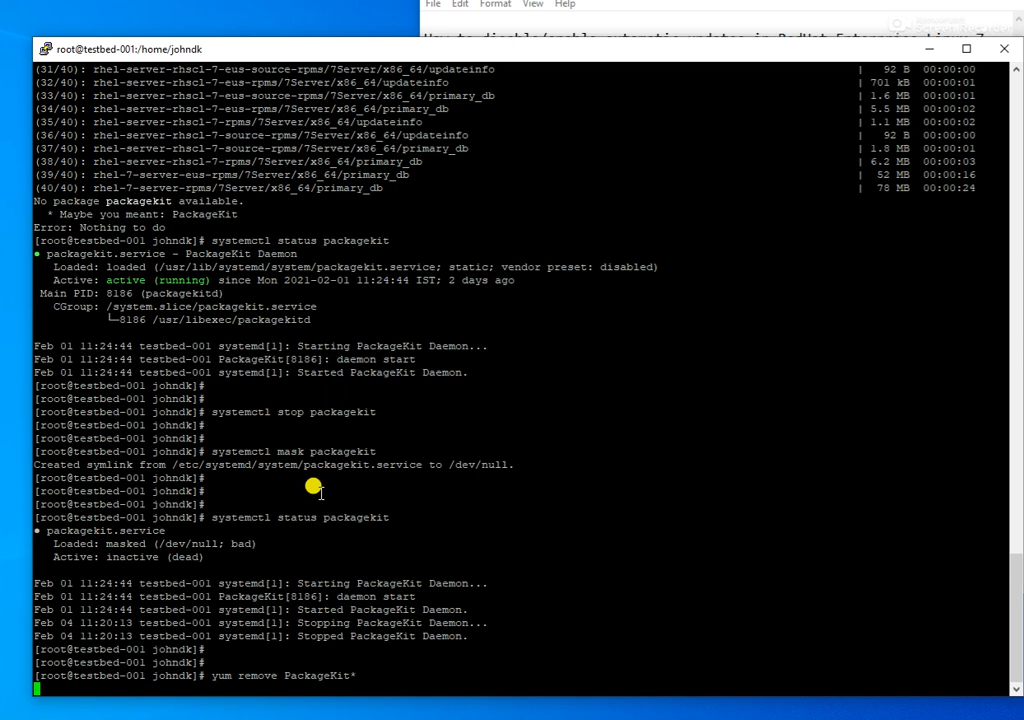 File Edit Format View Help
root@testbed-001:/home/johndk
(31/40): rhel-server-rhscl-7-eus-source-rpms/7Server/x86_64/updateinfo | 92 B 00:00:00
(32/40): rhel-server-rhscl-7-eus-rpms/7Server/x86_64/updateinfo | 701 kB 00:00:01
(33/40): rhel-server-rhscl-7-eus-source-rpms/7Server/x86_64/primary_db | 1.6 MB 00:00:01
(34/40): rhel-server-rhscl-7-eus-rpms/7Server/x86_64/primary_db | 5.5 MB 00:00:02
(35/40): rhel-server-rhscl-7-rpms/7Server/x86_64/updateinfo | 1.1 MB 00:00:02
(36/40): rhel-server-rhscl-7-source-rpms/7Server/x86_64/updateinfo | 92 B 00:00:00
(37/40): rhel-server-rhscl-7-source-rpms/7Server/x86_64/primary_db | 1.8 MB 00:00:01
(38/40): rhel-server-rhscl-7-rpms/7Server/x86_64/primary_db | 6.2 MB 00:00:03
(39/40): rhel-7-server-eus-rpms/7Server/x86_64/primary_db | 52 MB 00:00:16
(40/40): rhel-7-server-rpms/7Server/x86_64/primary_db | 78 MB 00:00:24
No package packagekit available.
* Maybe you meant: PackageKit
Error: Nothing to do
[root@testbed-001 johndk]# systemctl status packagekit
● packagekit.service - PackageKit Daemon
Loaded: loaded (/usr/lib/systemd/system/packagekit.service; static; vendor preset: disabled)
Active: active (running) since Mon 2021-02-01 11:24:44 IST; 2 days ago
Main PID: 8186 (packagekitd)
CGroup: /system.slice/packagekit.service
└─8186 /usr/libexec/packagekitd
Feb 01 11:24:44 testbed-001 systemd[1]: Starting PackageKit Daemon...
Feb 01 11:24:44 testbed-001 PackageKit[8186]: daemon start
Feb 01 11:24:44 testbed-001 systemd[1]: Started PackageKit Daemon.
[root@testbed-001 johndk]#
[root@testbed-001 johndk]#
[root@testbed-001 johndk]# systemctl stop packagekit
[root@testbed-001 johndk]#
[root@testbed-001 johndk]#
[root@testbed-001 johndk]# systemctl mask packagekit
Created symlink from /etc/systemd/system/packagekit.service to /dev/null.
[root@testbed-001 johndk]#
[root@testbed-001 johndk]#
[root@testbed-001 johndk]#
[root@testbed-001 johndk]# systemctl status packagekit
● packagekit.service
Loaded: masked (/dev/null; bad)
Active: inactive (dead)
Feb 01 11:24:44 testbed-001 systemd[1]: Starting PackageKit Daemon...
Feb 01 11:24:44 testbed-001 PackageKit[8186]: daemon start
Feb 01 11:24:44 testbed-001 systemd[1]: Started PackageKit Daemon.
Feb 04 11:20:13 testbed-001 systemd[1]: Stopping PackageKit Daemon...
Feb 04 11:20:13 testbed-001 systemd[1]: Stopped PackageKit Daemon.
[root@testbed-001 johndk]#
[root@testbed-001 johndk]#
[root@testbed-001 johndk]# yum remove PackageKit*